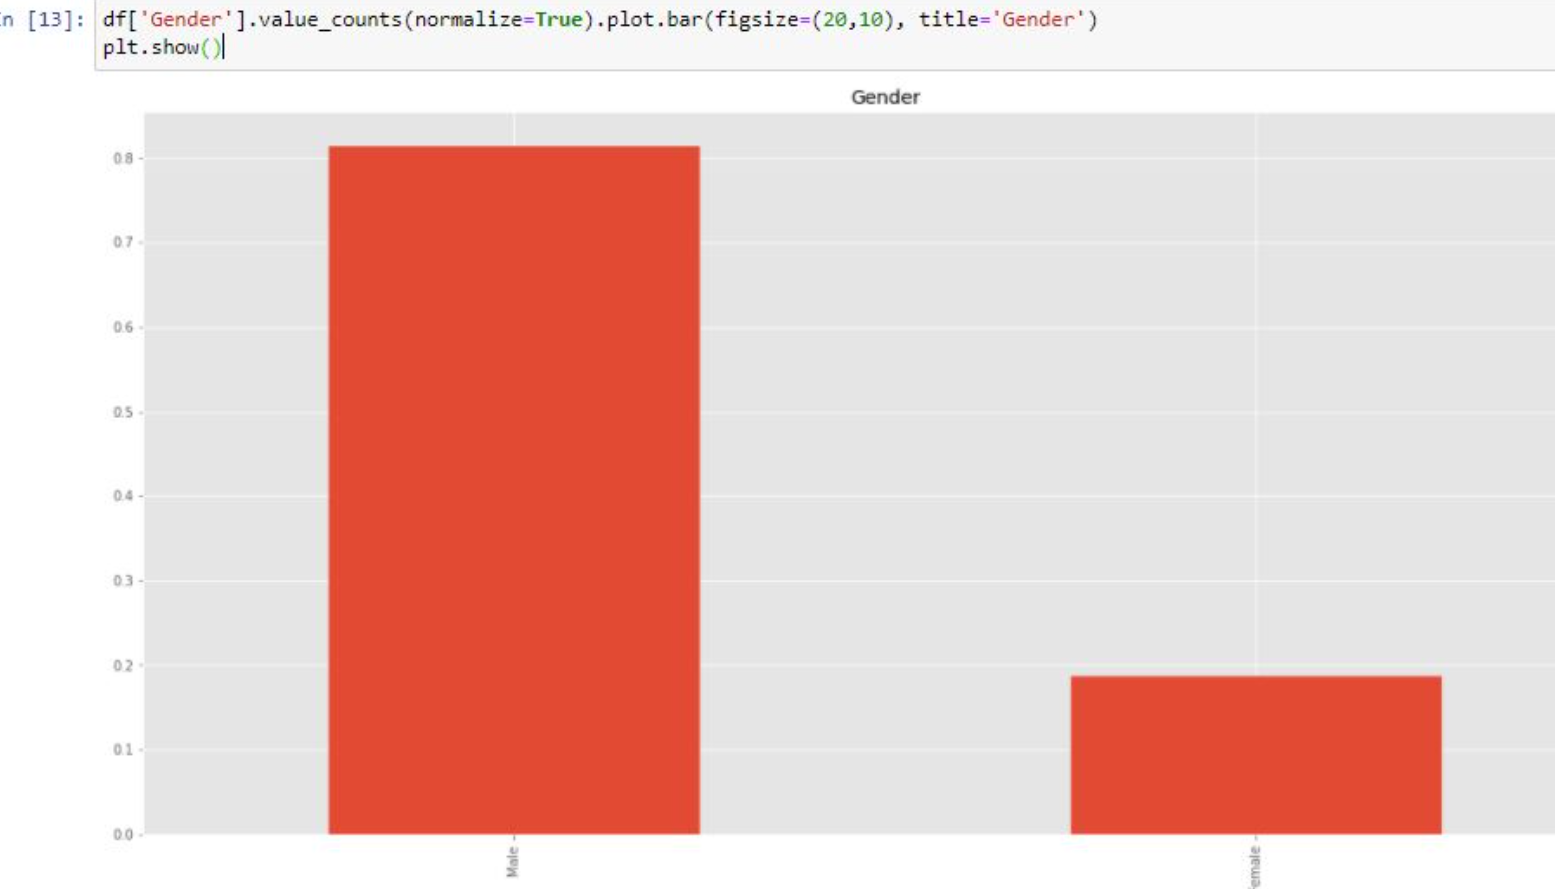 n [13]: df['Gender'].value_counts(normalize=True).plot.bar(figsize=(20,10), title='Gender')
plt.show()
Gender
0.8
0.7
0.6
0.5
0.4
0.3
0.2
0.1
0.0
Male
emale